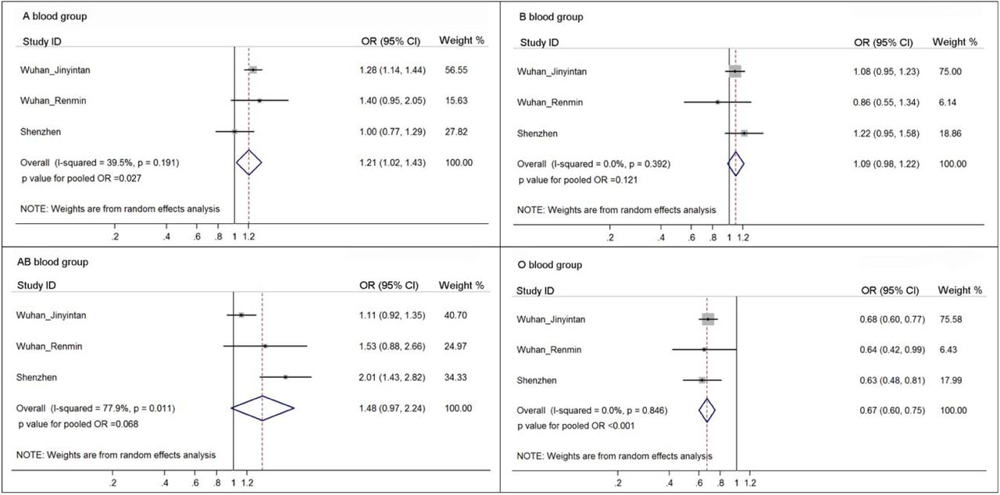 A blood group
Study ID OR (95% CI) Weight %
Wuhan_Jinyintan 1.28 (1.14, 1.44) 56.55
Wuhan_Renmin 1.40 (0.95, 2.05) 15.63
Shenzhen 1.00 (0.77, 1.29) 27.82
Overall (I-squared = 39.5%, p = 0.191) 1.21 (1.02, 1.43) 100.00
p value for pooled OR =0.027
NOTE: Weights are from random effects analysis
.2 .4 .6 .8 1 1.2
B blood group
Study ID OR (95% CI) Weight %
Wuhan_Jinyintan 1.08 (0.95, 1.23) 75.00
Wuhan_Renmin 0.86 (0.55, 1.34) 6.14
Shenzhen 1.22 (0.95, 1.58) 18.86
Overall (I-squared = 0.0%, p = 0.392) 1.09 (0.98, 1.22) 100.00
p value for pooled OR =0.121
NOTE: Weights are from random effects analysis
.2 .4 .6 .8 1 1.2
AB blood group
Study ID OR (95% CI) Weight %
Wuhan_Jinyintan 1.11 (0.92, 1.35) 40.70
Wuhan_Renmin 1.53 (0.88, 2.66) 24.97
Shenzhen 2.01 (1.43, 2.82) 34.33
Overall (I-squared = 77.9%, p = 0.011) 1.48 (0.97, 2.24) 100.00
p value for pooled OR =0.068
NOTE: Weights are from random effects analysis
.2 .4 .6 .8 1 1.2
O blood group
Study ID OR (95% CI) Weight %
Wuhan_Jinyintan 0.68 (0.60, 0.77) 75.58
Wuhan_Renmin 0.64 (0.42, 0.99) 6.43
Shenzhen 0.63 (0.48, 0.81) 17.99
Overall (I-squared = 0.0%, p = 0.846) 0.67 (0.60, 0.75) 100.00
p value for pooled OR <0.001
NOTE: Weights are from random effects analysis
.2 .4 .6 .8 1 1.2